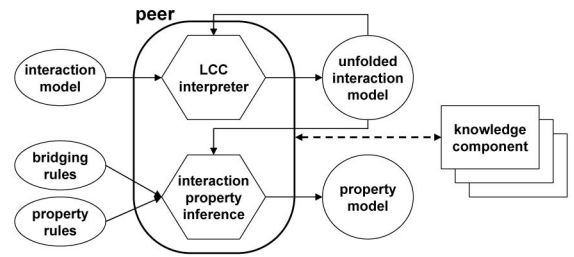 peer
interaction
model
LCC
interpreter
unfolded
interaction
model
knowledge
component
bridging
rules
property
rules
interaction
property
inference
property
model